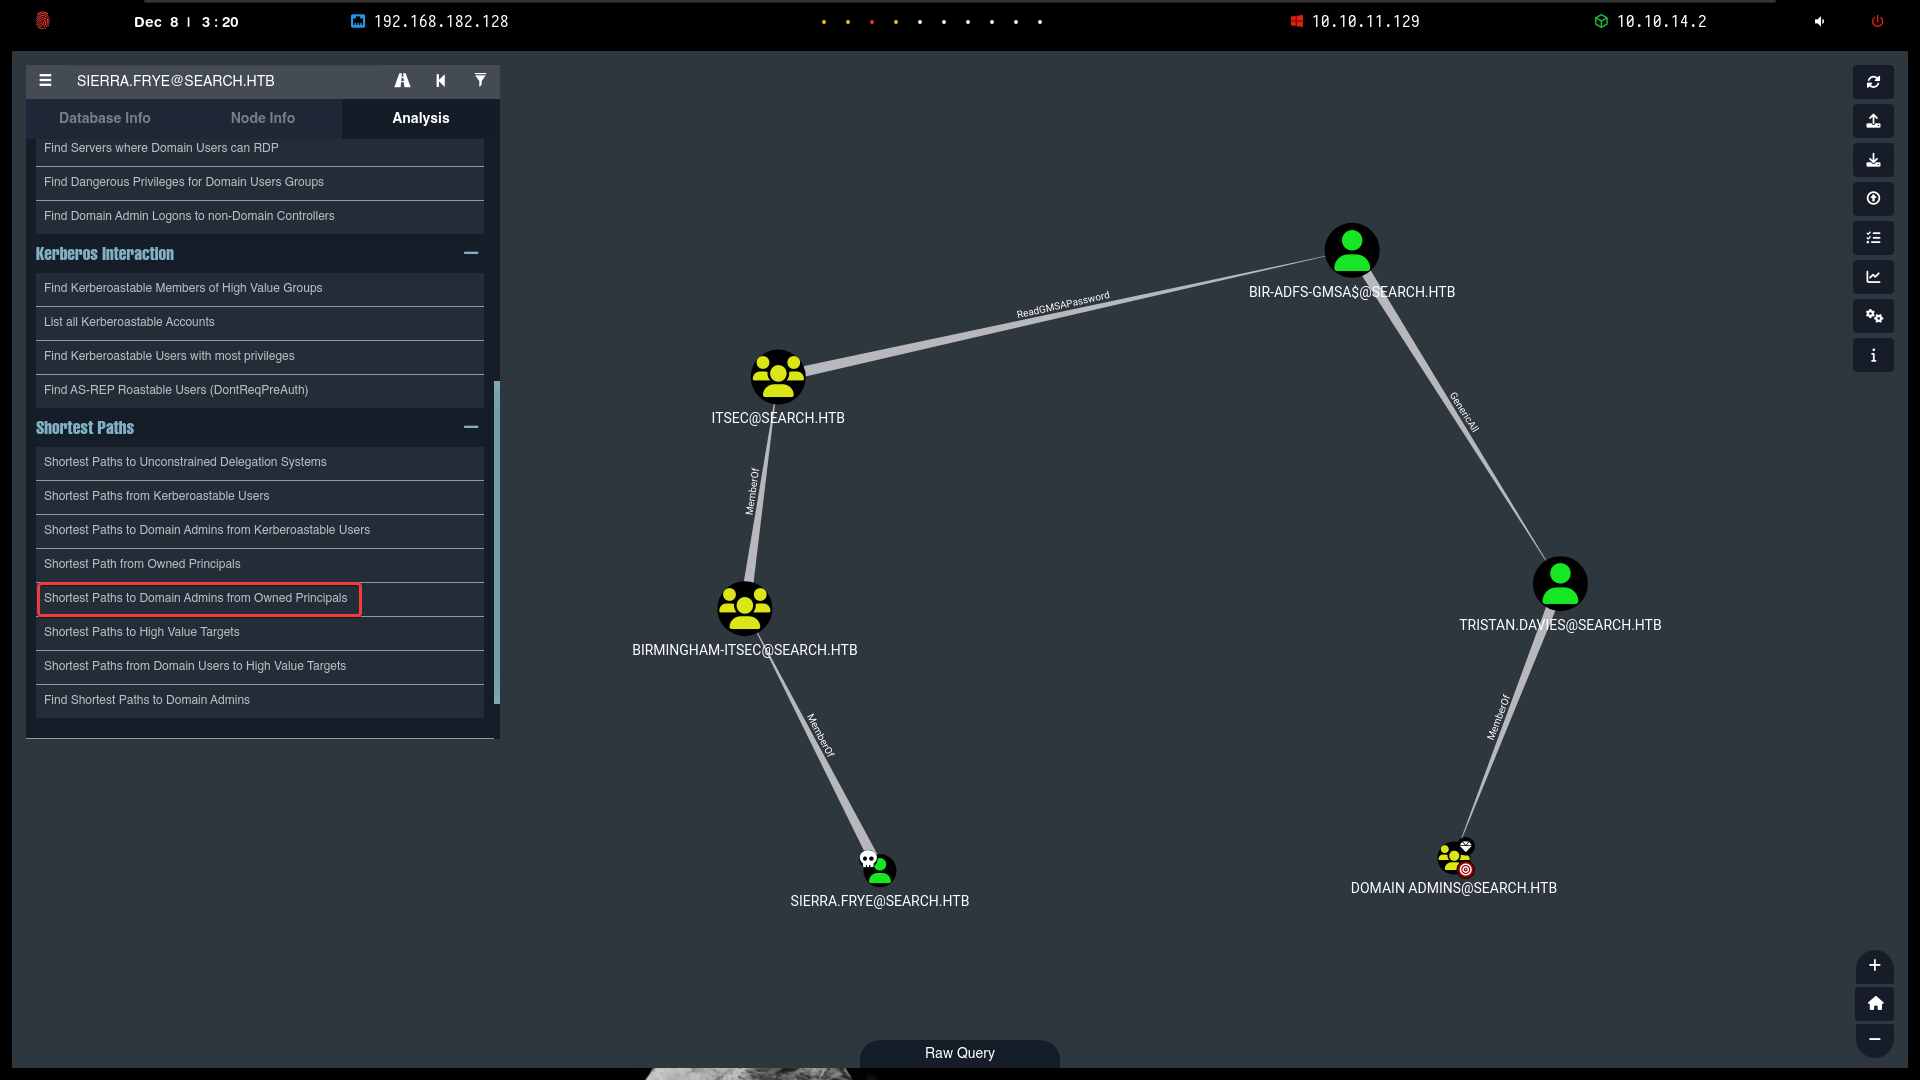 Dec 8 | 3:20
192.168.182.128
10.10.11.129
10.10.14.2
SIERRA.FRYE@SEARCH.HTB
Database Info
Node Info
Analysis
Find Servers where Domain Users can RDP
Find Dangerous Privileges for Domain Users Groups
Find Domain Admin Logons to non-Domain Controllers
Kerberos Interaction
Find Kerberoastable Members of High Value Groups
List all Kerberoastable Accounts
Find Kerberoastable Users with most privileges
Find AS-REP Roastable Users (DontReqPreAuth)
Shortest Paths
Shortest Paths to Unconstrained Delegation Systems
Shortest Paths from Kerberoastable Users
Shortest Paths to Domain Admins from Kerberoastable Users
Shortest Path from Owned Principals
Shortest Paths to Domain Admins from Owned Principals
Shortest Paths to High Value Targets
Shortest Paths from Domain Users to High Value Targets
Find Shortest Paths to Domain Admins
BIR-ADFS-GMSA$@SEARCH.HTB
ReadGMSAPassword
ITSEC@SEARCH.HTB
GenericAll
MemberOf
BIRMINGHAM-ITSEC@SEARCH.HTB
TRISTAN.DAVIES@SEARCH.HTB
MemberOf
MemberOf
SIERRA.FRYE@SEARCH.HTB
DOMAIN ADMINS@SEARCH.HTB
Raw Query